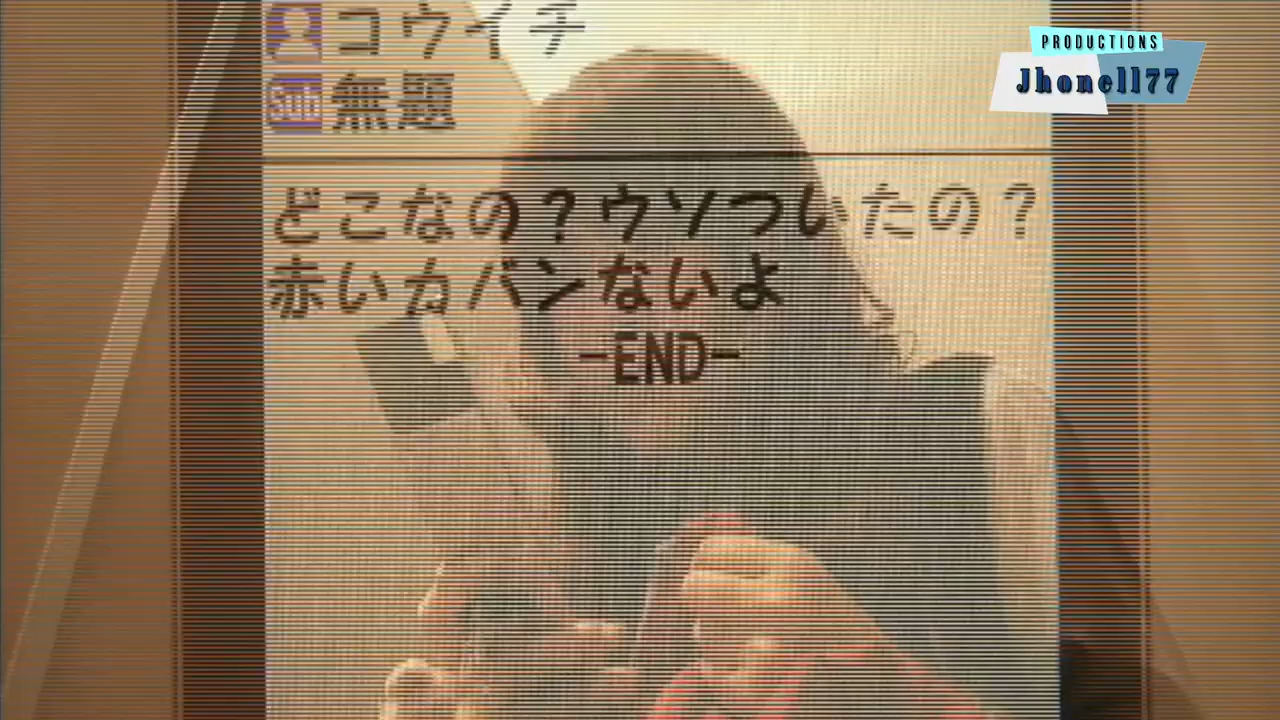 コウイチ
Sub 無題
どこなの？ウソついたの？
赤いカバンないよ
-END-
PRODUCTIONS
Jhonell77